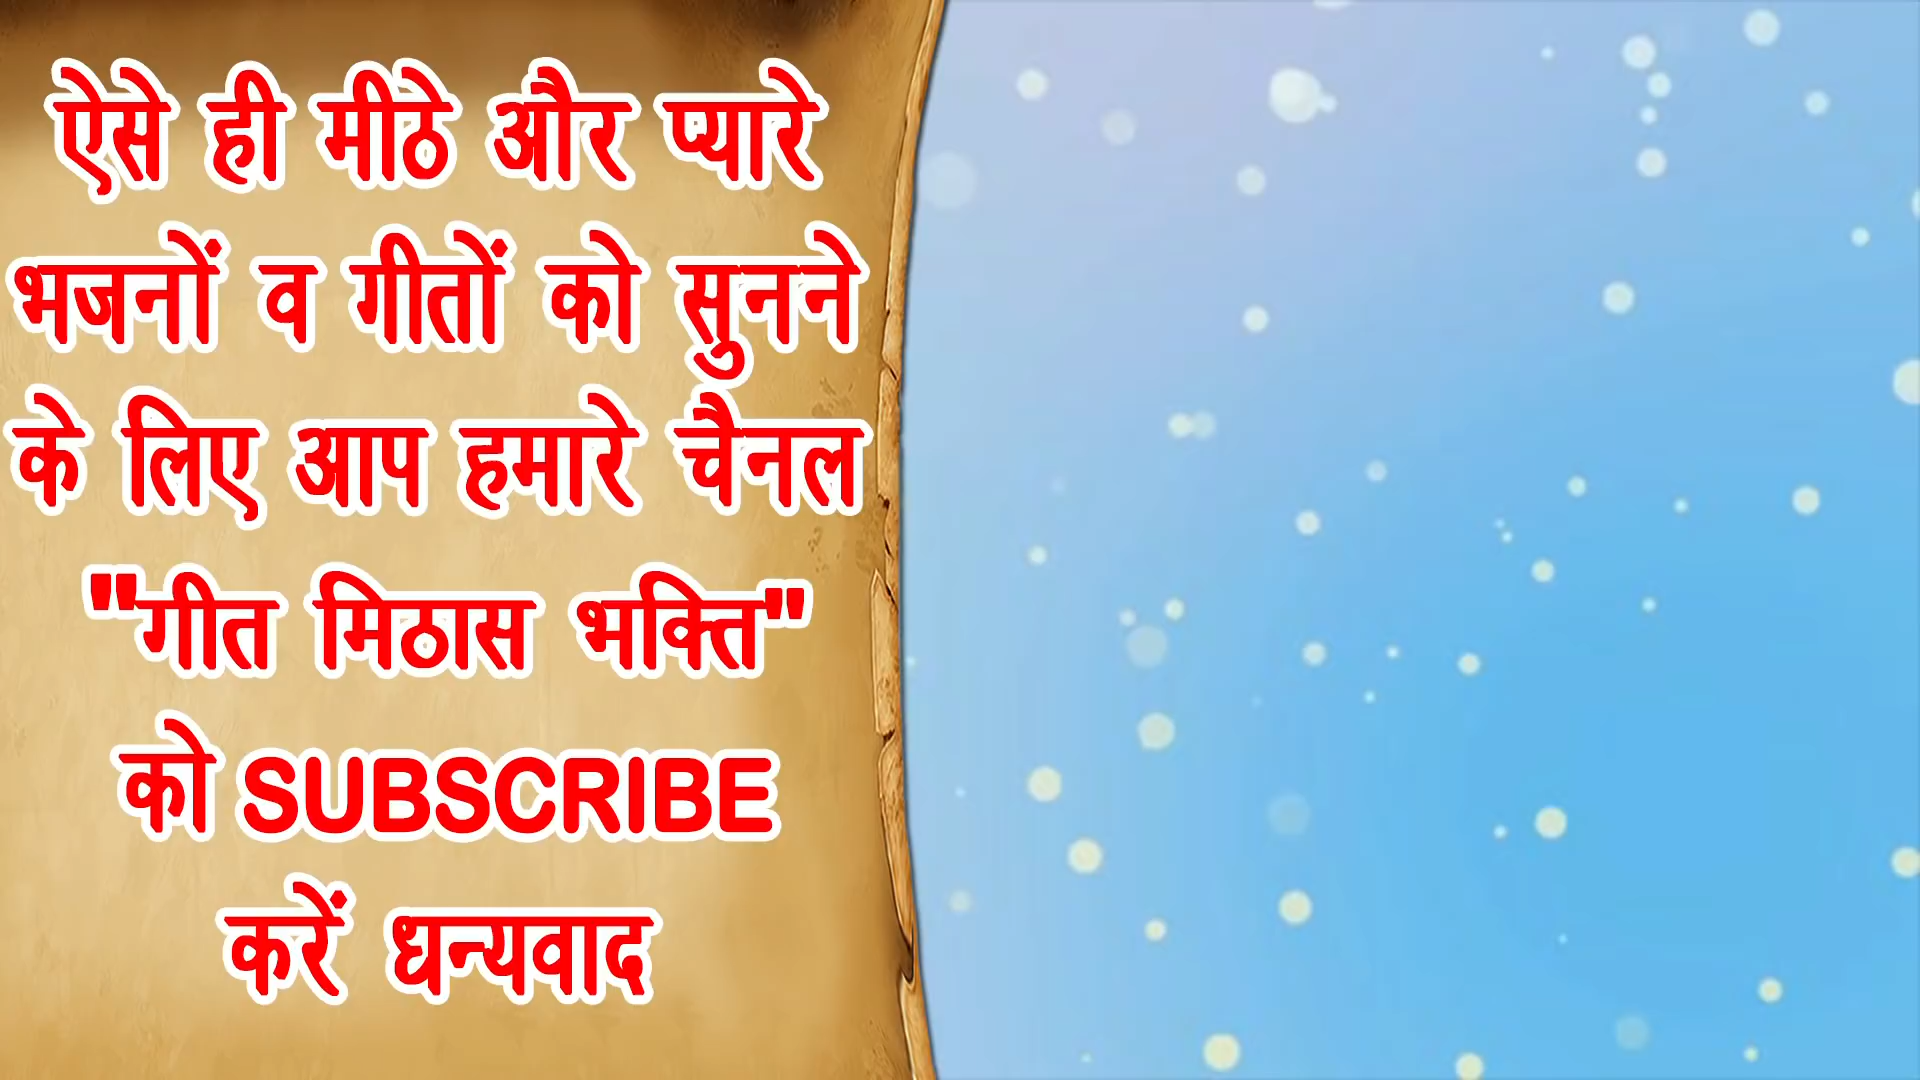 ऐसे ही मीठे और प्यारे
भजनों व गीतों को सुनने
के लिए आप हमारे चैनल
"गीत मिठास भक्ति"
को SUBSCRIBE
करें धन्यवाद